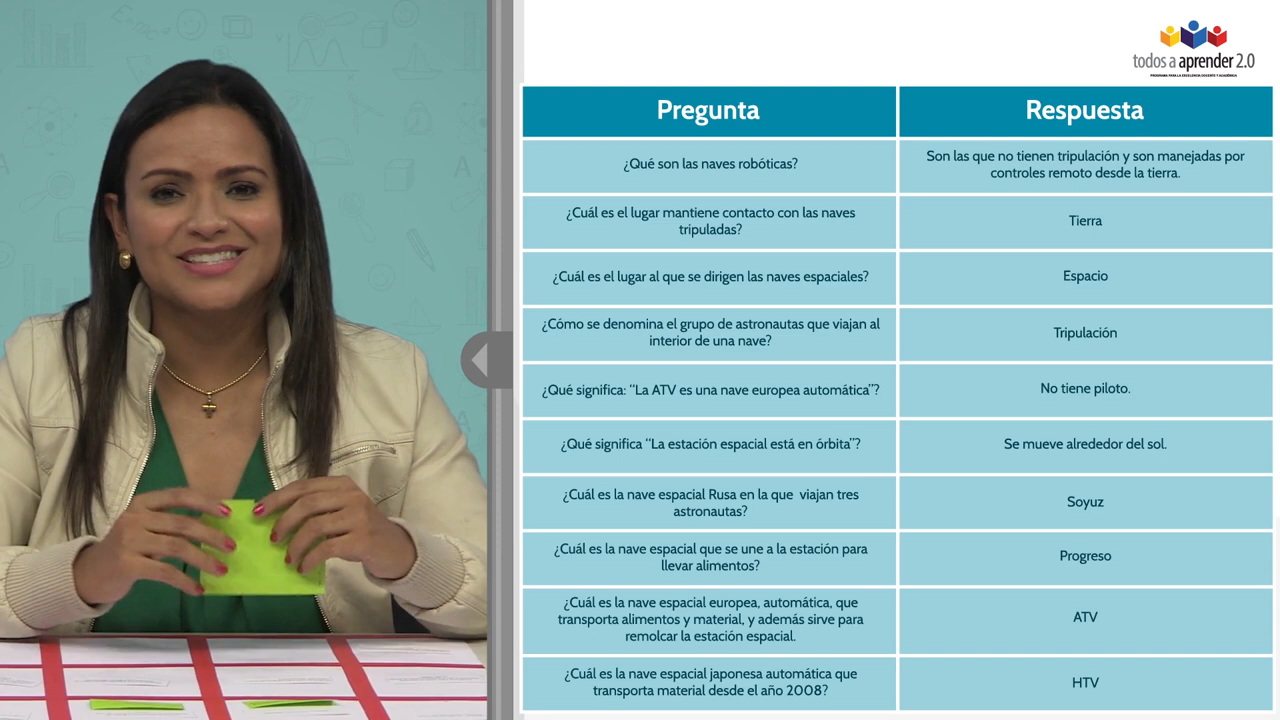 todos a aprender 2.0
PROGRAMA PARA LA EXCELENCIA DOCENTE Y ACADÉMICA
Pregunta
Respuesta
¿Qué son las naves robóticas?
Son las que no tienen tripulación y son manejadas por
controles remoto desde la tierra.
¿Cuál es el lugar mantiene contacto con las naves
tripuladas?
Tierra
¿Cuál es el lugar al que se dirigen las naves espaciales?
Espacio
¿Cómo se denomina el grupo de astronautas que viajan al
interior de una nave?
Tripulación
¿Qué significa: “La ATV es una nave europea automática”?
No tiene piloto.
¿Qué significa “La estación espacial está en órbita”?
Se mueve alrededor del sol.
¿Cuál es la nave espacial Rusa en la que viajan tres
astronautas?
Soyuz
¿Cuál es la nave espacial que se une a la estación para
llevar alimentos?
Progreso
¿Cuál es la nave espacial europea, automática, que
transporta alimentos y material, y además sirve para
remolcar la estación espacial.
ATV
¿Cuál es la nave espacial japonesa automática que
transporta material desde el año 2008?
HTV